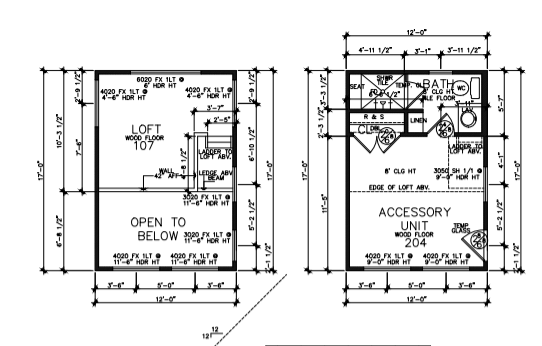 6020 FX 1LT
6' HDR HT
4020 FX 1LT
4'-6" HDR HT
4020 FX 1LT
4'-6" HDR HT
2'-9 1/2"
2'-9 1/2"
3'-7"
2'-5"
LOFT
WOOD FLOOR
107
10'-3 1/2"
7'-6"
4'-8 1/2"
6'-10 1/2"
17'-0"
17'-0"
LADDER TO
LOFT ABV.
WALL
42" AFF
LEDGE ABV
BEAM
3020 FX 1LT
11'-6" HDR HT
OPEN TO
BELOW
3020 FX 1LT
11'-6" HDR HT
6'-8 1/2"
5'-2 1/2"
4020 FX 1LT
11'-6" HDR HT
4020 FX 1LT
11'-6" HDR HT
2'-1 1/2"
3'-6"
5'-0"
3'-6"
12'-0"
12
12
12'-0"
4'-11 1/2"
3'-1"
3'-11 1/2"
SHWR
TILE
SEAT
BATH
8' CLG HT
TILE FLOOR
WC
LAV
3'-11"
3'-3 1/2"
5'-7 1/2"
R & S
LINEN
CL
2'-3 1/2"
LADDER TO
LOFT ABV.
4'-1"
17'-0"
17'-0"
8' CLG HT
3050 SH 1/1
9'-0" HDR HT
EDGE OF LOFT ABV.
11'-5"
5'-2 1/2"
ACCESSORY
UNIT
WOOD FLOOR
204
TEMP
GLASS
4020 FX 1LT
9'-0" HDR HT
4020 FX 1LT
9'-0" HDR HT
2'-1 1/2"
3'-6"
5'-0"
3'-6"
12'-0"